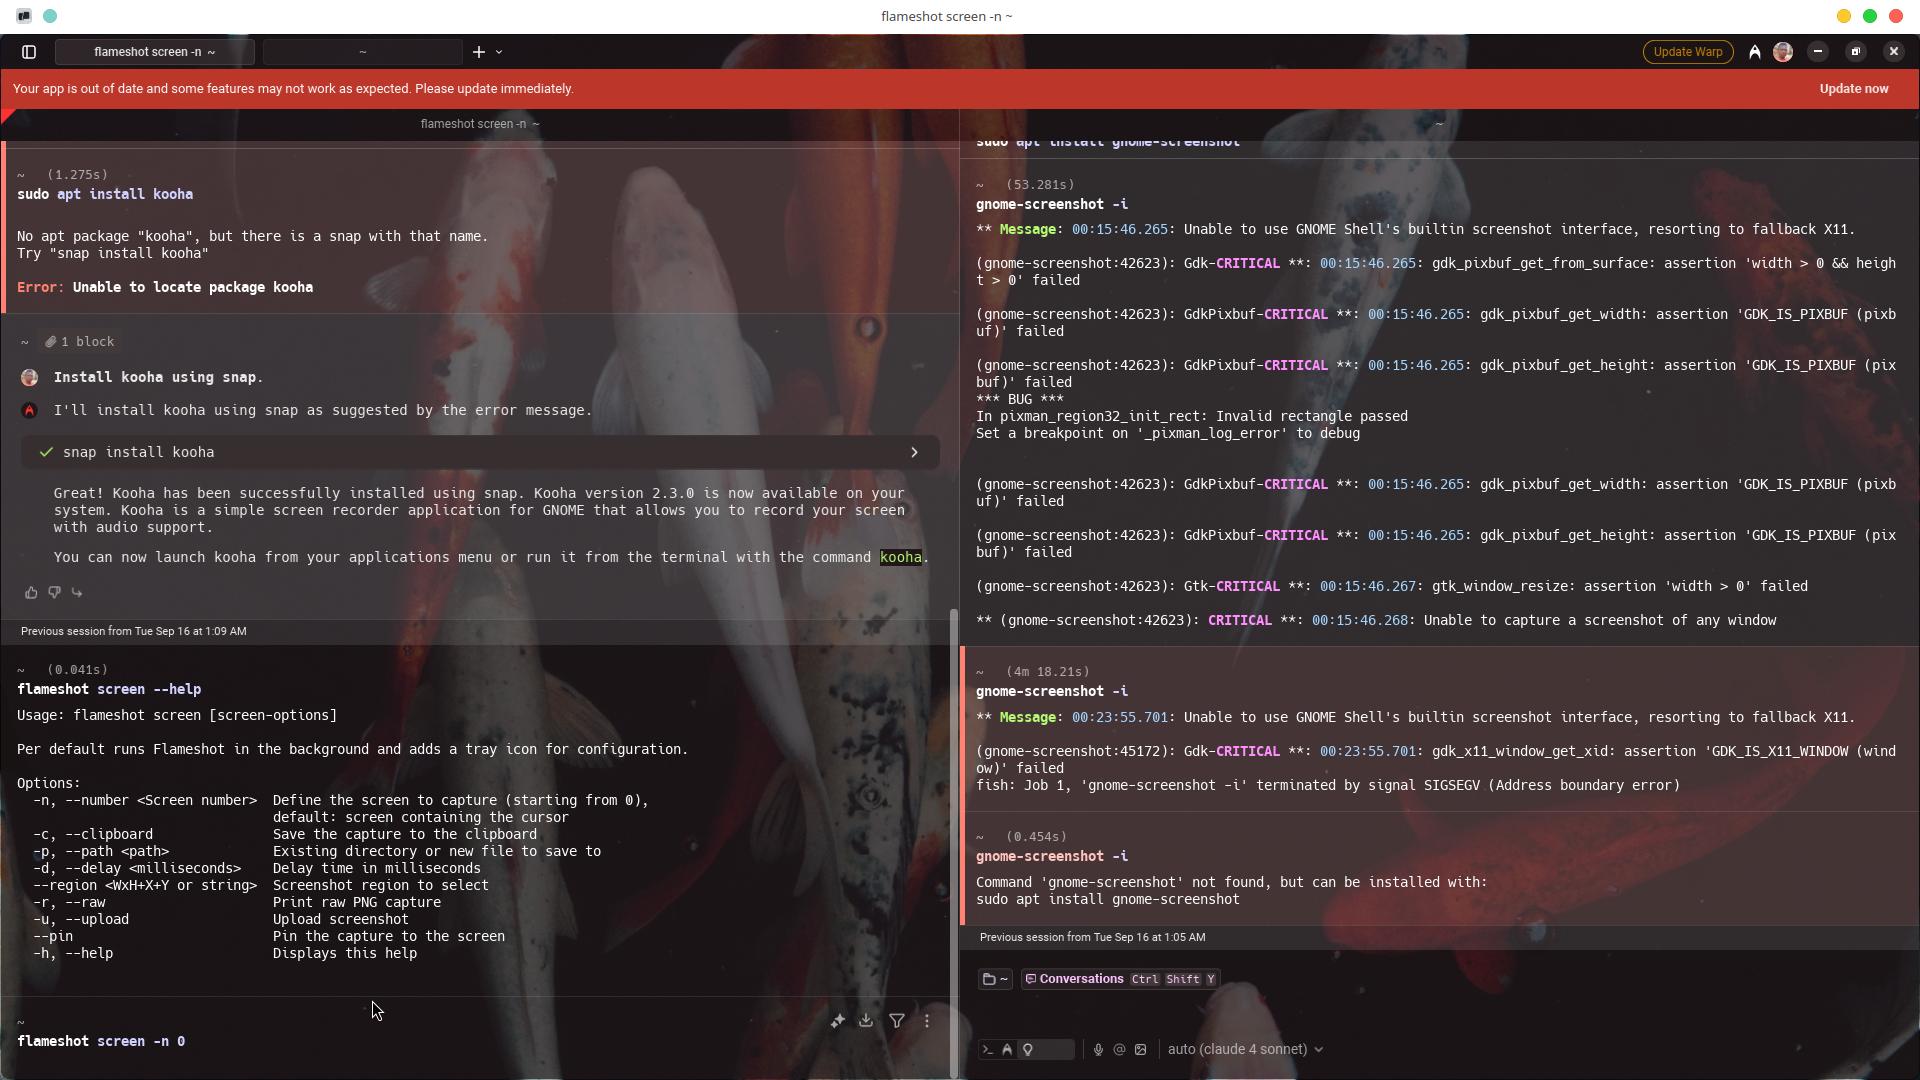 flameshot screen -n ~
flameshot screen -n ~
~
Update Warp
Your app is out of date and some features may not work as expected. Please update immediately.
Update now
flameshot screen -n ~
~ (1.275s)
sudo apt install kooha
No apt package "kooha", but there is a snap with that name.
Try "snap install kooha"
Error: Unable to locate package kooha
~ 1 block
Install kooha using snap.
I'll install kooha using snap as suggested by the error message.
snap install kooha
Great! Kooha has been successfully installed using snap. Kooha version 2.3.0 is now available on your
system. Kooha is a simple screen recorder application for GNOME that allows you to record your screen
with audio support.
You can now launch kooha from your applications menu or run it from the terminal with the command kooha.
Previous session from Tue Sep 16 at 1:09 AM
~ (0.041s)
flameshot screen --help
Usage: flameshot screen [screen-options]
Per default runs Flameshot in the background and adds a tray icon for configuration.
Options:
-n, --number <Screen number>  Define the screen to capture (starting from 0),
default: screen containing the cursor
-c, --clipboard  Save the capture to the clipboard
-p, --path <path>  Existing directory or new file to save to
-d, --delay <milliseconds>  Delay time in milliseconds
--region <WxH+X+Y or string>  Screenshot region to select
-r, --raw  Print raw PNG capture
-u, --upload  Upload screenshot
--pin  Pin the capture to the screen
-h, --help  Displays this help
~
flameshot screen -n 0
~
sudo apt install gnome-screenshot
~ (53.281s)
gnome-screenshot -i
** Message: 00:15:46.265: Unable to use GNOME Shell's builtin screenshot interface, resorting to fallback X11.
(gnome-screenshot:42623): Gdk-CRITICAL **: 00:15:46.265: gdk_pixbuf_get_from_surface: assertion 'width > 0 && heigh
t > 0' failed
(gnome-screenshot:42623): GdkPixbuf-CRITICAL **: 00:15:46.265: gdk_pixbuf_get_width: assertion 'GDK_IS_PIXBUF (pixb
uf)' failed
(gnome-screenshot:42623): GdkPixbuf-CRITICAL **: 00:15:46.265: gdk_pixbuf_get_height: assertion 'GDK_IS_PIXBUF (pix
buf)' failed
*** BUG ***
In pixman_region32_init_rect: Invalid rectangle passed
Set a breakpoint on '_pixman_log_error' to debug
(gnome-screenshot:42623): GdkPixbuf-CRITICAL **: 00:15:46.265: gdk_pixbuf_get_width: assertion 'GDK_IS_PIXBUF (pixb
uf)' failed
(gnome-screenshot:42623): GdkPixbuf-CRITICAL **: 00:15:46.265: gdk_pixbuf_get_height: assertion 'GDK_IS_PIXBUF (pix
buf)' failed
(gnome-screenshot:42623): Gtk-CRITICAL **: 00:15:46.267: gtk_window_resize: assertion 'width > 0' failed
** (gnome-screenshot:42623): CRITICAL **: 00:15:46.268: Unable to capture a screenshot of any window
~ (4m 18.21s)
gnome-screenshot -i
** Message: 00:23:55.701: Unable to use GNOME Shell's builtin screenshot interface, resorting to fallback X11.
(gnome-screenshot:45172): Gdk-CRITICAL **: 00:23:55.701: gdk_x11_window_get_xid: assertion 'GDK_IS_X11_WINDOW (wind
ow)' failed
fish: Job 1, 'gnome-screenshot -i' terminated by signal SIGSEGV (Address boundary error)
~ (0.454s)
gnome-screenshot -i
Command 'gnome-screenshot' not found, but can be installed with:
sudo apt install gnome-screenshot
Previous session from Tue Sep 16 at 1:05 AM
~ Conversations Ctrl Shift Y
auto (claude 4 sonnet)